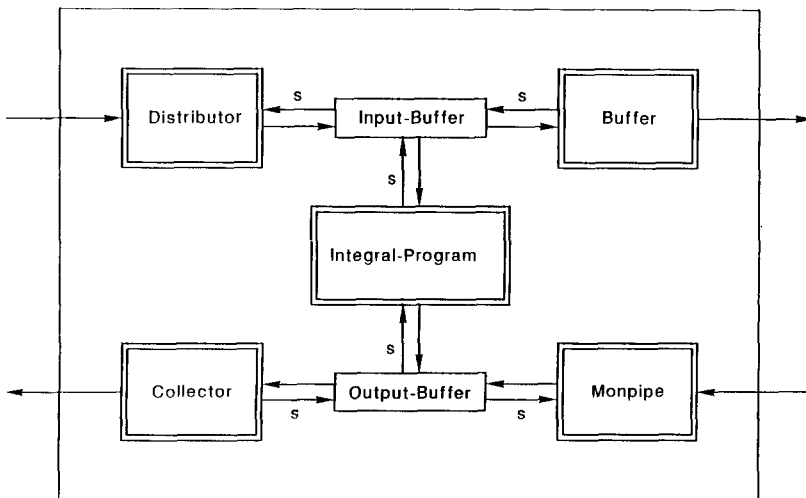 S
S
Distributor
Input-Buffer
Buffer
S
Integral-Program
S
Collector
Output-Buffer
Monpipe
S
S